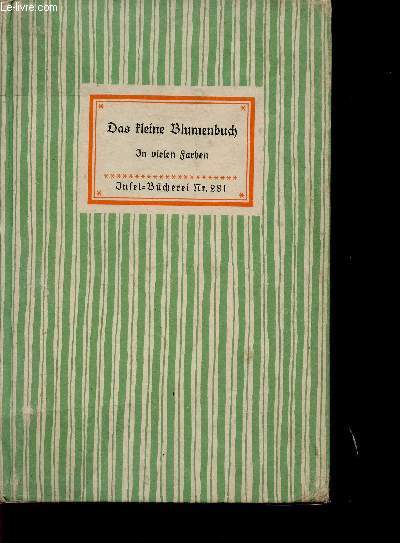 le-livre.com
Das kleine Blumenbuch
In vielen Farben
Insel-Bücherei Nr. 281